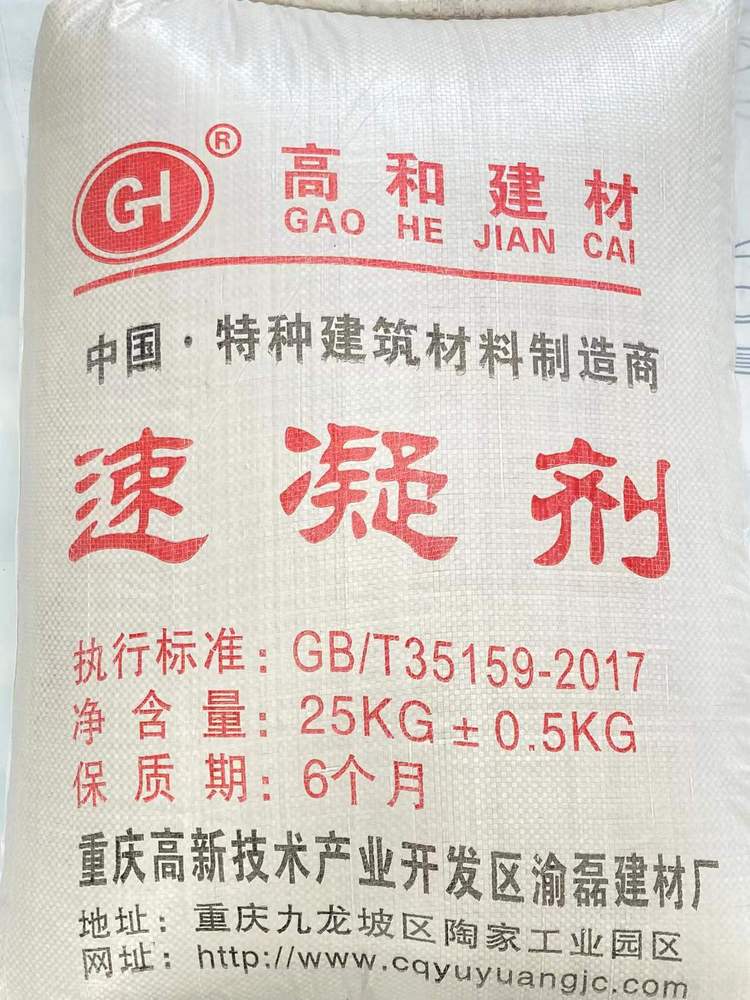 GH ®
高和建材
GAO HE JIAN CAI
中国·特种建筑材料制造商
速凝剂
执行标准：GB/T35159-2017
净含量：25KG±0.5KG
保质期：6个月
重庆高新技术产业开发区渝磊建材厂
地址：重庆九龙坡区陶家工业园区
网址：http://www.cqyuyuangjc.com